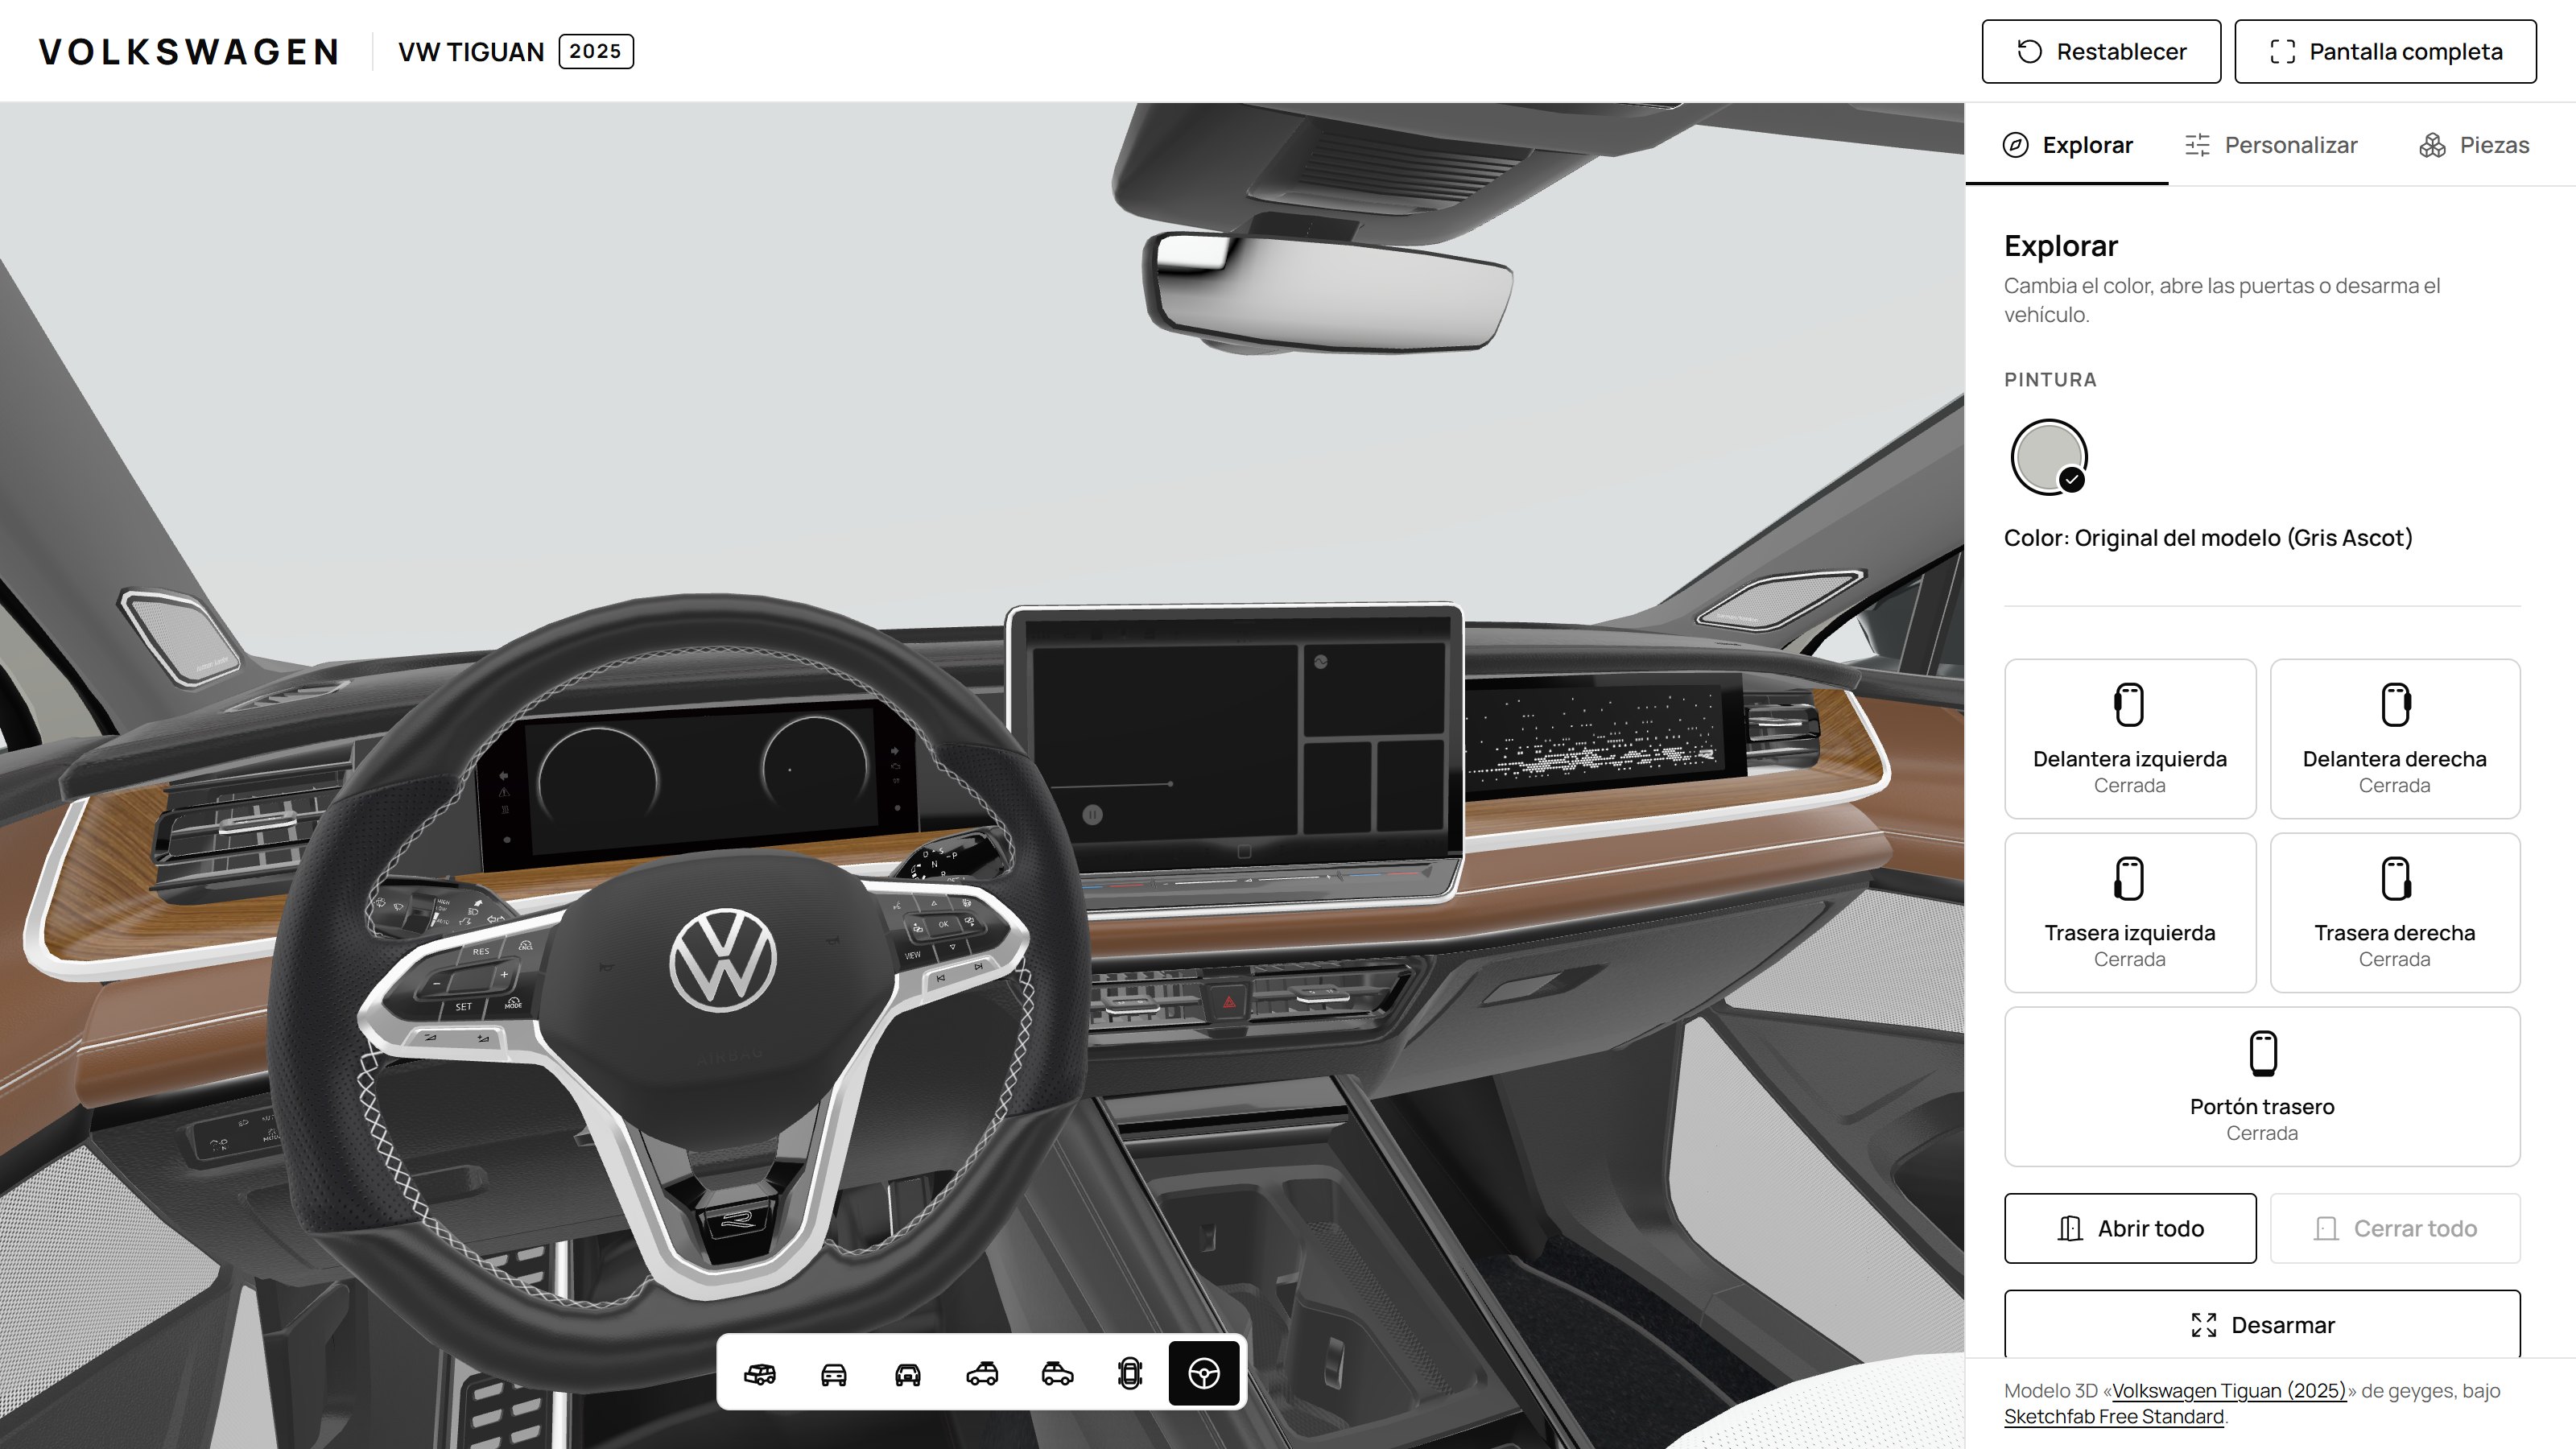 VOLKSWAGEN
VW TIGUAN 2025
Restablecer
Pantalla completa
Explorar
Personalizar
Piezas
Explorar
Cambia el color, abre las puertas o desarma el
vehículo.
PINTURA
Color: Original del modelo (Gris Ascot)
Delantera izquierda
Cerrada
Delantera derecha
Cerrada
Trasera izquierda
Cerrada
Trasera derecha
Cerrada
Portón trasero
Cerrada
Abrir todo
Cerrar todo
Desarmar
Modelo 3D «Volkswagen Tiguan (2025)» de geyges, bajo
Sketchfab Free Standard.
D - S
-P
N
RES
CNCL
SET
MODE
OK
VIEW
AIRBAG
R